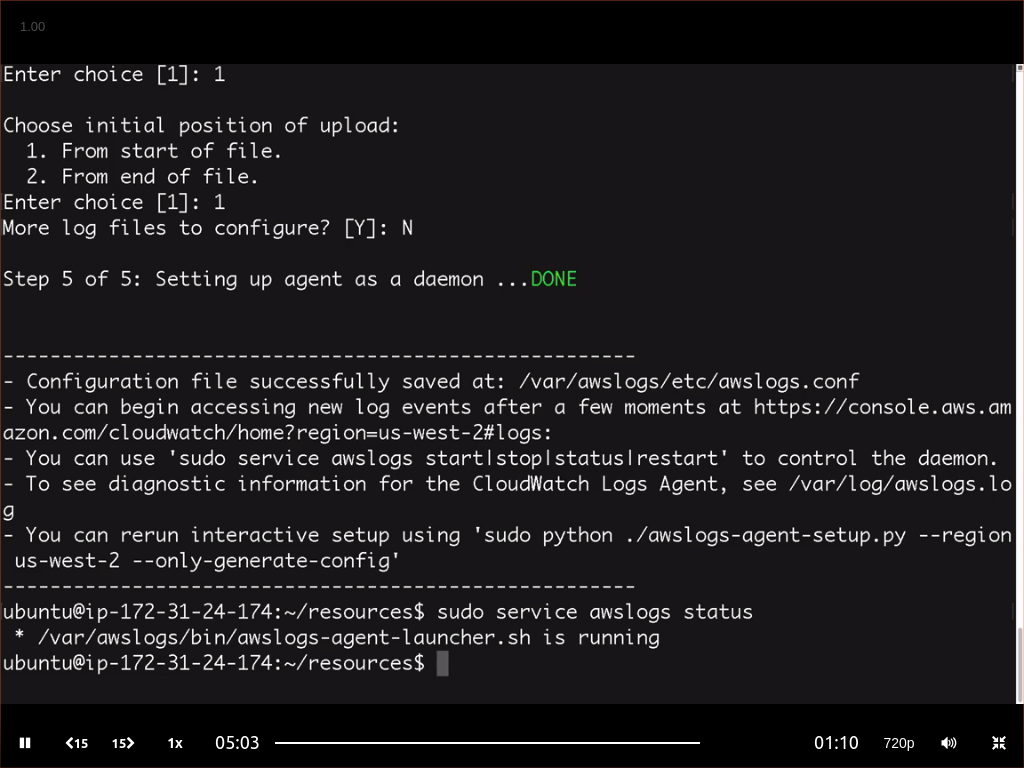 1.00
Enter choice [1]: 1
Choose initial position of upload:
1. From start of file.
2. From end of file.
Enter choice [1]: 1
More log files to configure? [Y]: N
Step 5 of 5: Setting up agent as a daemon ...DONE
------------------------------------------------------
- Configuration file successfully saved at: /var/awslogs/etc/awslogs.conf
- You can begin accessing new log events after a few moments at https://console.aws.am
azon.com/cloudwatch/home?region=us-west-2#logs:
- You can use 'sudo service awslogs start|stop|status|restart' to control the daemon.
- To see diagnostic information for the CloudWatch Logs Agent, see /var/log/awslogs.lo
g
- You can rerun interactive setup using 'sudo python ./awslogs-agent-setup.py --region
us-west-2 --only-generate-config'
------------------------------------------------------
ubuntu@ip-172-31-24-174:~/resources$ sudo service awslogs status
* /var/awslogs/bin/awslogs-agent-launcher.sh is running
ubuntu@ip-172-31-24-174:~/resources$
15 15 1x 05:03 01:10 720p